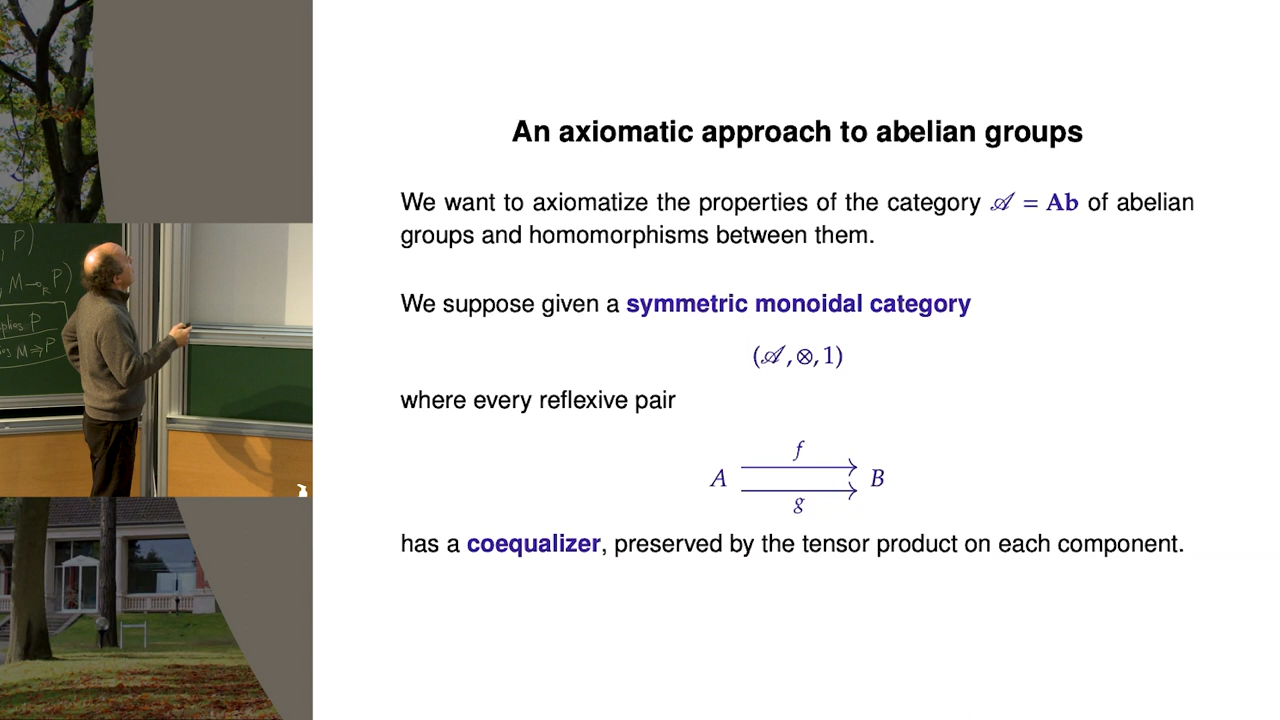 An axiomatic approach to abelian groups
We want to axiomatize the properties of the category 𝒜 = Ab of abelian
groups and homomorphisms between them.
We suppose given a symmetric monoidal category
(𝒜, ⊗, 1)
where every reflexive pair
f
A B
g
has a coequalizer, preserved by the tensor product on each component.
, P)
, M⊸_R P)
P
M⇒P